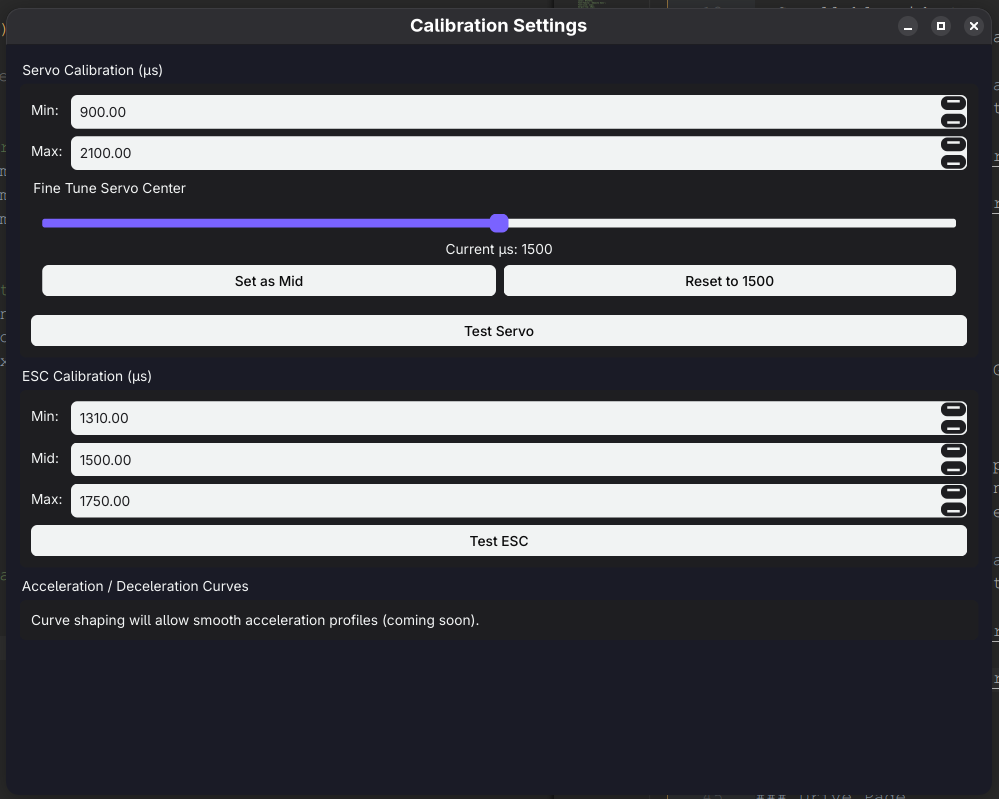 Calibration Settings
Servo Calibration (µs)
Min: 900.00
Max: 2100.00
Fine Tune Servo Center
Current µs: 1500
Set as Mid Reset to 1500
Test Servo
ESC Calibration (µs)
Min: 1310.00
Mid: 1500.00
Max: 1750.00
Test ESC
Acceleration / Deceleration Curves
Curve shaping will allow smooth acceleration profiles (coming soon).